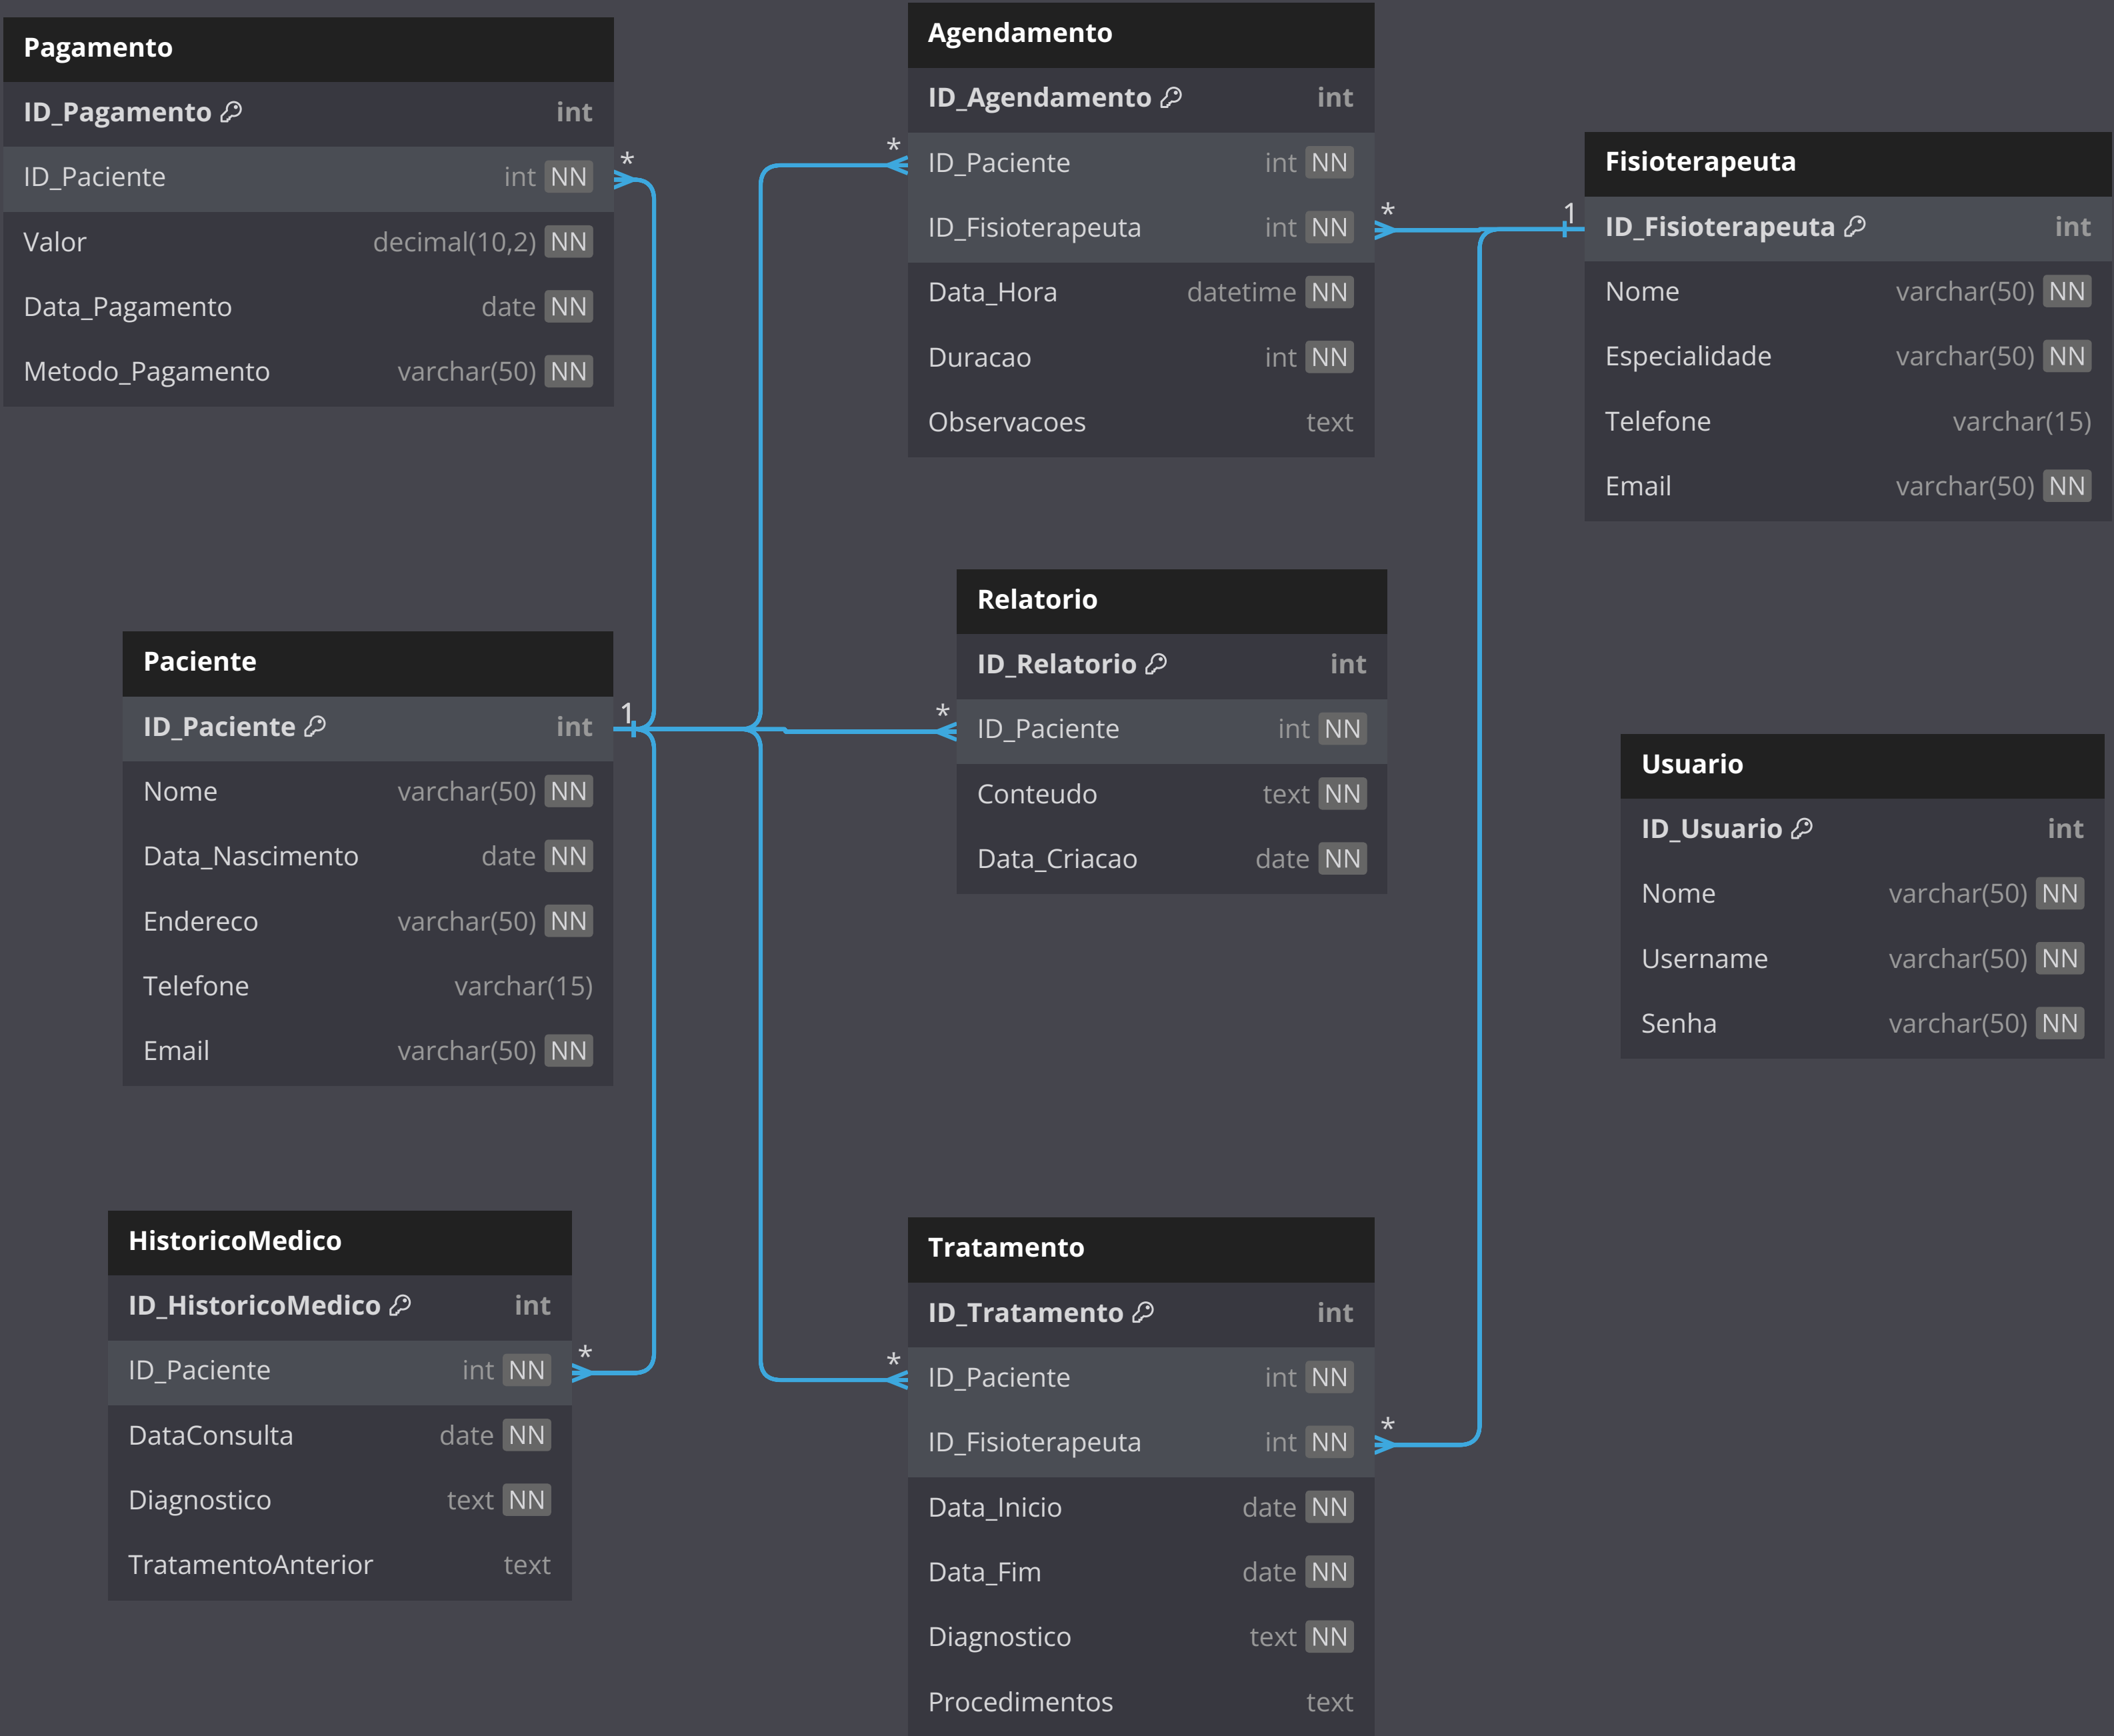 Pagamento
ID_Pagamento int
ID_Paciente int NN
Valor decimal(10,2) NN
Data_Pagamento date NN
Metodo_Pagamento varchar(50) NN
*
Agendamento
ID_Agendamento int
ID_Paciente int NN
ID_Fisioterapeuta int NN
Data_Hora datetime NN
Duracao int NN
Observacoes text
*
*
1
Fisioterapeuta
ID_Fisioterapeuta int
Nome varchar(50) NN
Especialidade varchar(50) NN
Telefone varchar(15)
Email varchar(50) NN
Paciente
ID_Paciente int
Nome varchar(50) NN
Data_Nascimento date NN
Endereco varchar(50) NN
Telefone varchar(15)
Email varchar(50) NN
1
*
Relatorio
ID_Relatorio int
ID_Paciente int NN
Conteudo text NN
Data_Criacao date NN
Usuario
ID_Usuario int
Nome varchar(50) NN
Username varchar(50) NN
Senha varchar(50) NN
HistoricoMedico
ID_HistoricoMedico int
ID_Paciente int NN
DataConsulta date NN
Diagnostico text NN
TratamentoAnterior text
*
*
Tratamento
ID_Tratamento int
ID_Paciente int NN
ID_Fisioterapeuta int NN
Data_Inicio date NN
Data_Fim date NN
Diagnostico text NN
Procedimentos text
*